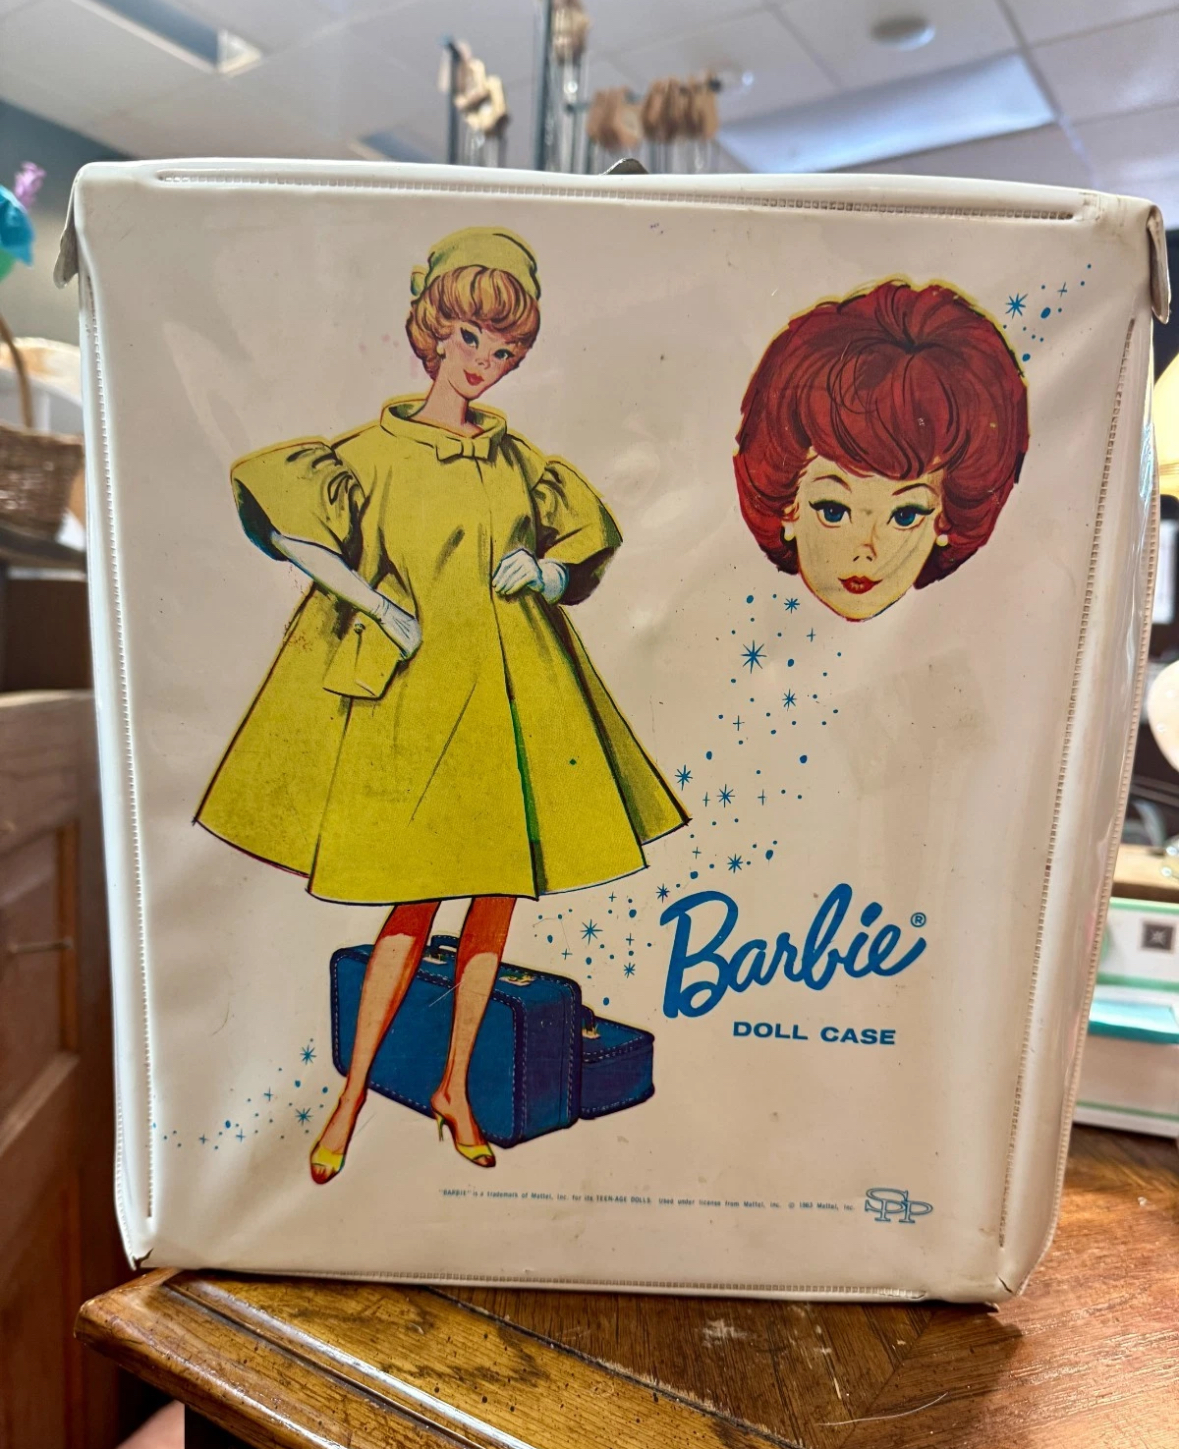 Barbie®
DOLL CASE
"BARBIE" is a trademark of Mattel, Inc. for its TEEN-AGE DOLLS. Used under license from Mattel, Inc. © 1963 Mattel, Inc.
SPP